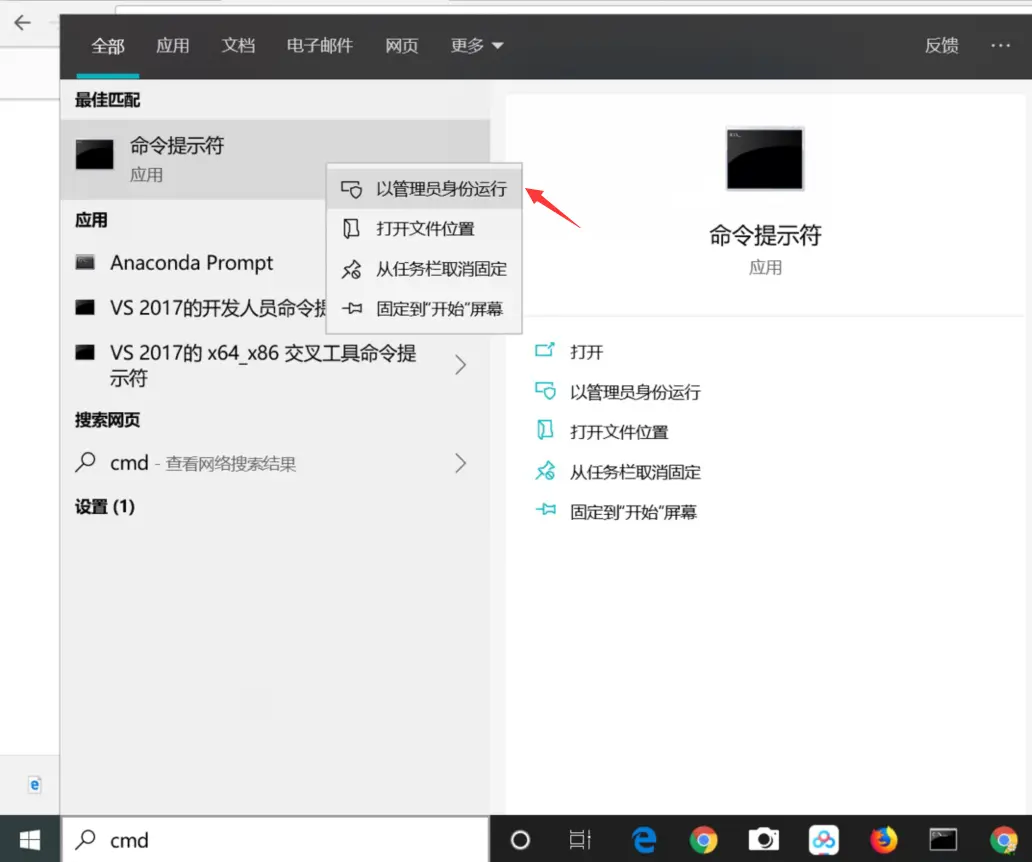 全部 应用 文档 电子邮件 网页 更多 反馈 ···
最佳匹配
命令提示符
应用
以管理员身份运行
打开文件位置
从任务栏取消固定
固定到"开始"屏幕
应用
Anaconda Prompt
VS 2017的开发人员命令提
VS 2017的 x64_x86 交叉工具命令提
示符
搜索网页
cmd - 查看网络搜索结果
设置 (1)
命令提示符
应用
打开
以管理员身份运行
打开文件位置
从任务栏取消固定
固定到"开始"屏幕
cmd